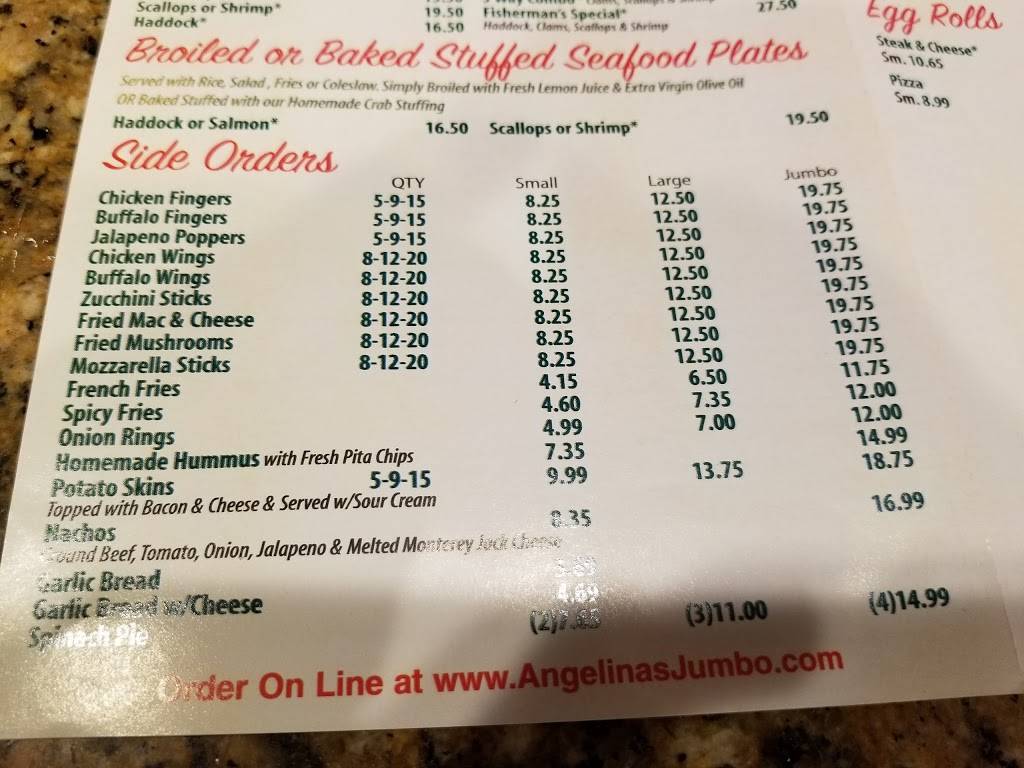 Scallops or Shrimp* 19.50 Fisherman's Special* 27.50
Haddock* 16.50 Haddock, Clams, Scallops & Shrimp
Egg Rolls
Steak & Cheese*
Sm. 10.65
Pizza
Sm. 8.99
Broiled or Baked Stuffed Seafood Plates
Served with Rice, Salad, Fries or Coleslaw. Simply Broiled with Fresh Lemon Juice & Extra Virgin Olive Oil
OR Baked Stuffed with our Homemade Crab Stuffing
Haddock or Salmon* 16.50 Scallops or Shrimp* 19.50
Side Orders
QTY Small Large Jumbo
Chicken Fingers 5-9-15 8.25 12.50 19.75
Buffalo Fingers 5-9-15 8.25 12.50 19.75
Jalapeno Poppers 5-9-15 8.25 12.50 19.75
Chicken Wings 8-12-20 8.25 12.50 19.75
Buffalo Wings 8-12-20 8.25 12.50 19.75
Zucchini Sticks 8-12-20 8.25 12.50 19.75
Fried Mac & Cheese 8-12-20 8.25 12.50 19.75
Fried Mushrooms 8-12-20 8.25 12.50 19.75
Mozzarella Sticks 8-12-20 8.25 12.50 19.75
French Fries 4.15 6.50 11.75
Spicy Fries 4.60 7.35 12.00
Onion Rings 4.99 7.00 12.00
Homemade Hummus with Fresh Pita Chips 7.35 14.99
Potato Skins 5-9-15 9.99 13.75 18.75
Topped with Bacon & Cheese & Served w/Sour Cream
Nachos 8.35 16.99
Ground Beef, Tomato, Onion, Jalapeno & Melted Monterey Jack Cheese
Garlic Bread
Garlic Bread w/Cheese 4.69
Spinach Pie (2)7.65 (3)11.00 (4)14.99
Order On Line at www.AngelinasJumbo.com